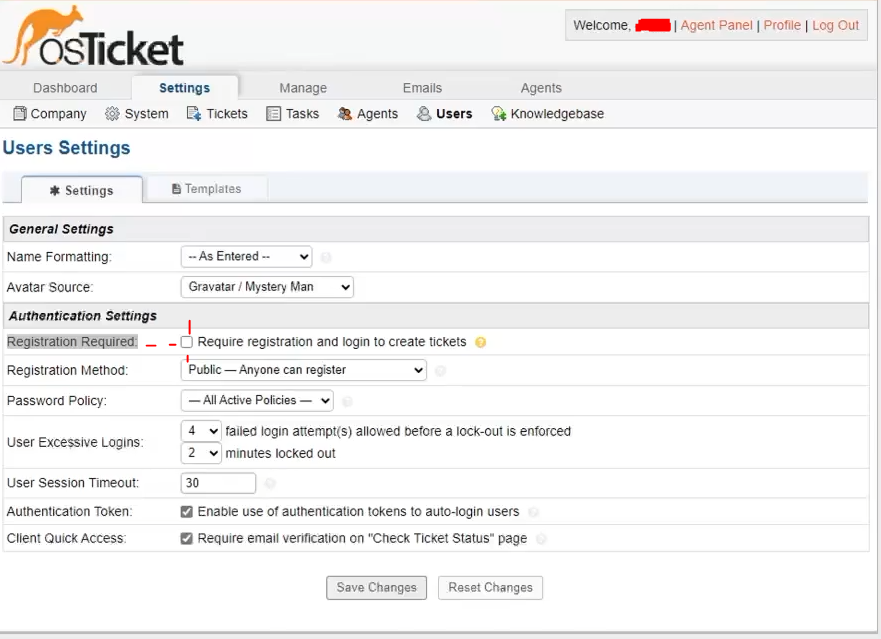 osTicket
Welcome, | Agent Panel | Profile | Log Out
Dashboard Settings Manage Emails Agents
Company System Tickets Tasks Agents Users Knowledgebase
Users Settings
Settings Templates
General Settings
Name Formatting: -- As Entered --
Avatar Source: Gravatar / Mystery Man
Authentication Settings
Registration Required: Require registration and login to create tickets
Registration Method: Public — Anyone can register
Password Policy: — All Active Policies —
User Excessive Logins: 4 failed login attempt(s) allowed before a lock-out is enforced
2 minutes locked out
User Session Timeout: 30
Authentication Token: Enable use of authentication tokens to auto-login users
Client Quick Access: Require email verification on "Check Ticket Status" page
Save Changes Reset Changes